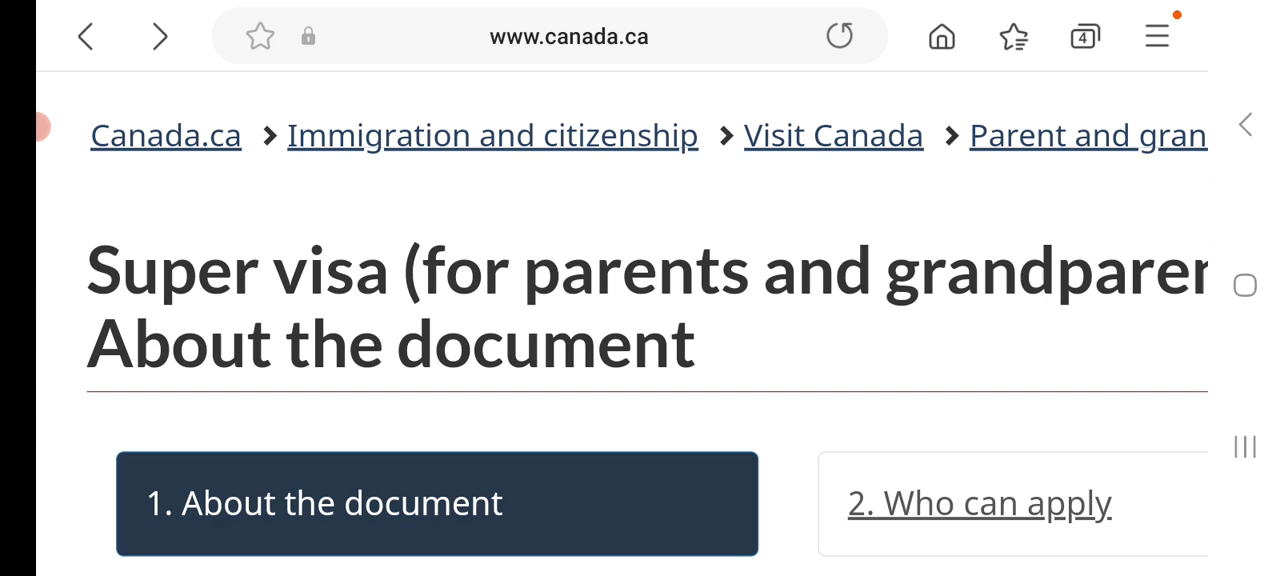 www.canada.ca
4
Canada.ca > Immigration and citizenship > Visit Canada > Parent and gran
Super visa (for parents and grandparen
About the document
1. About the document
2. Who can apply